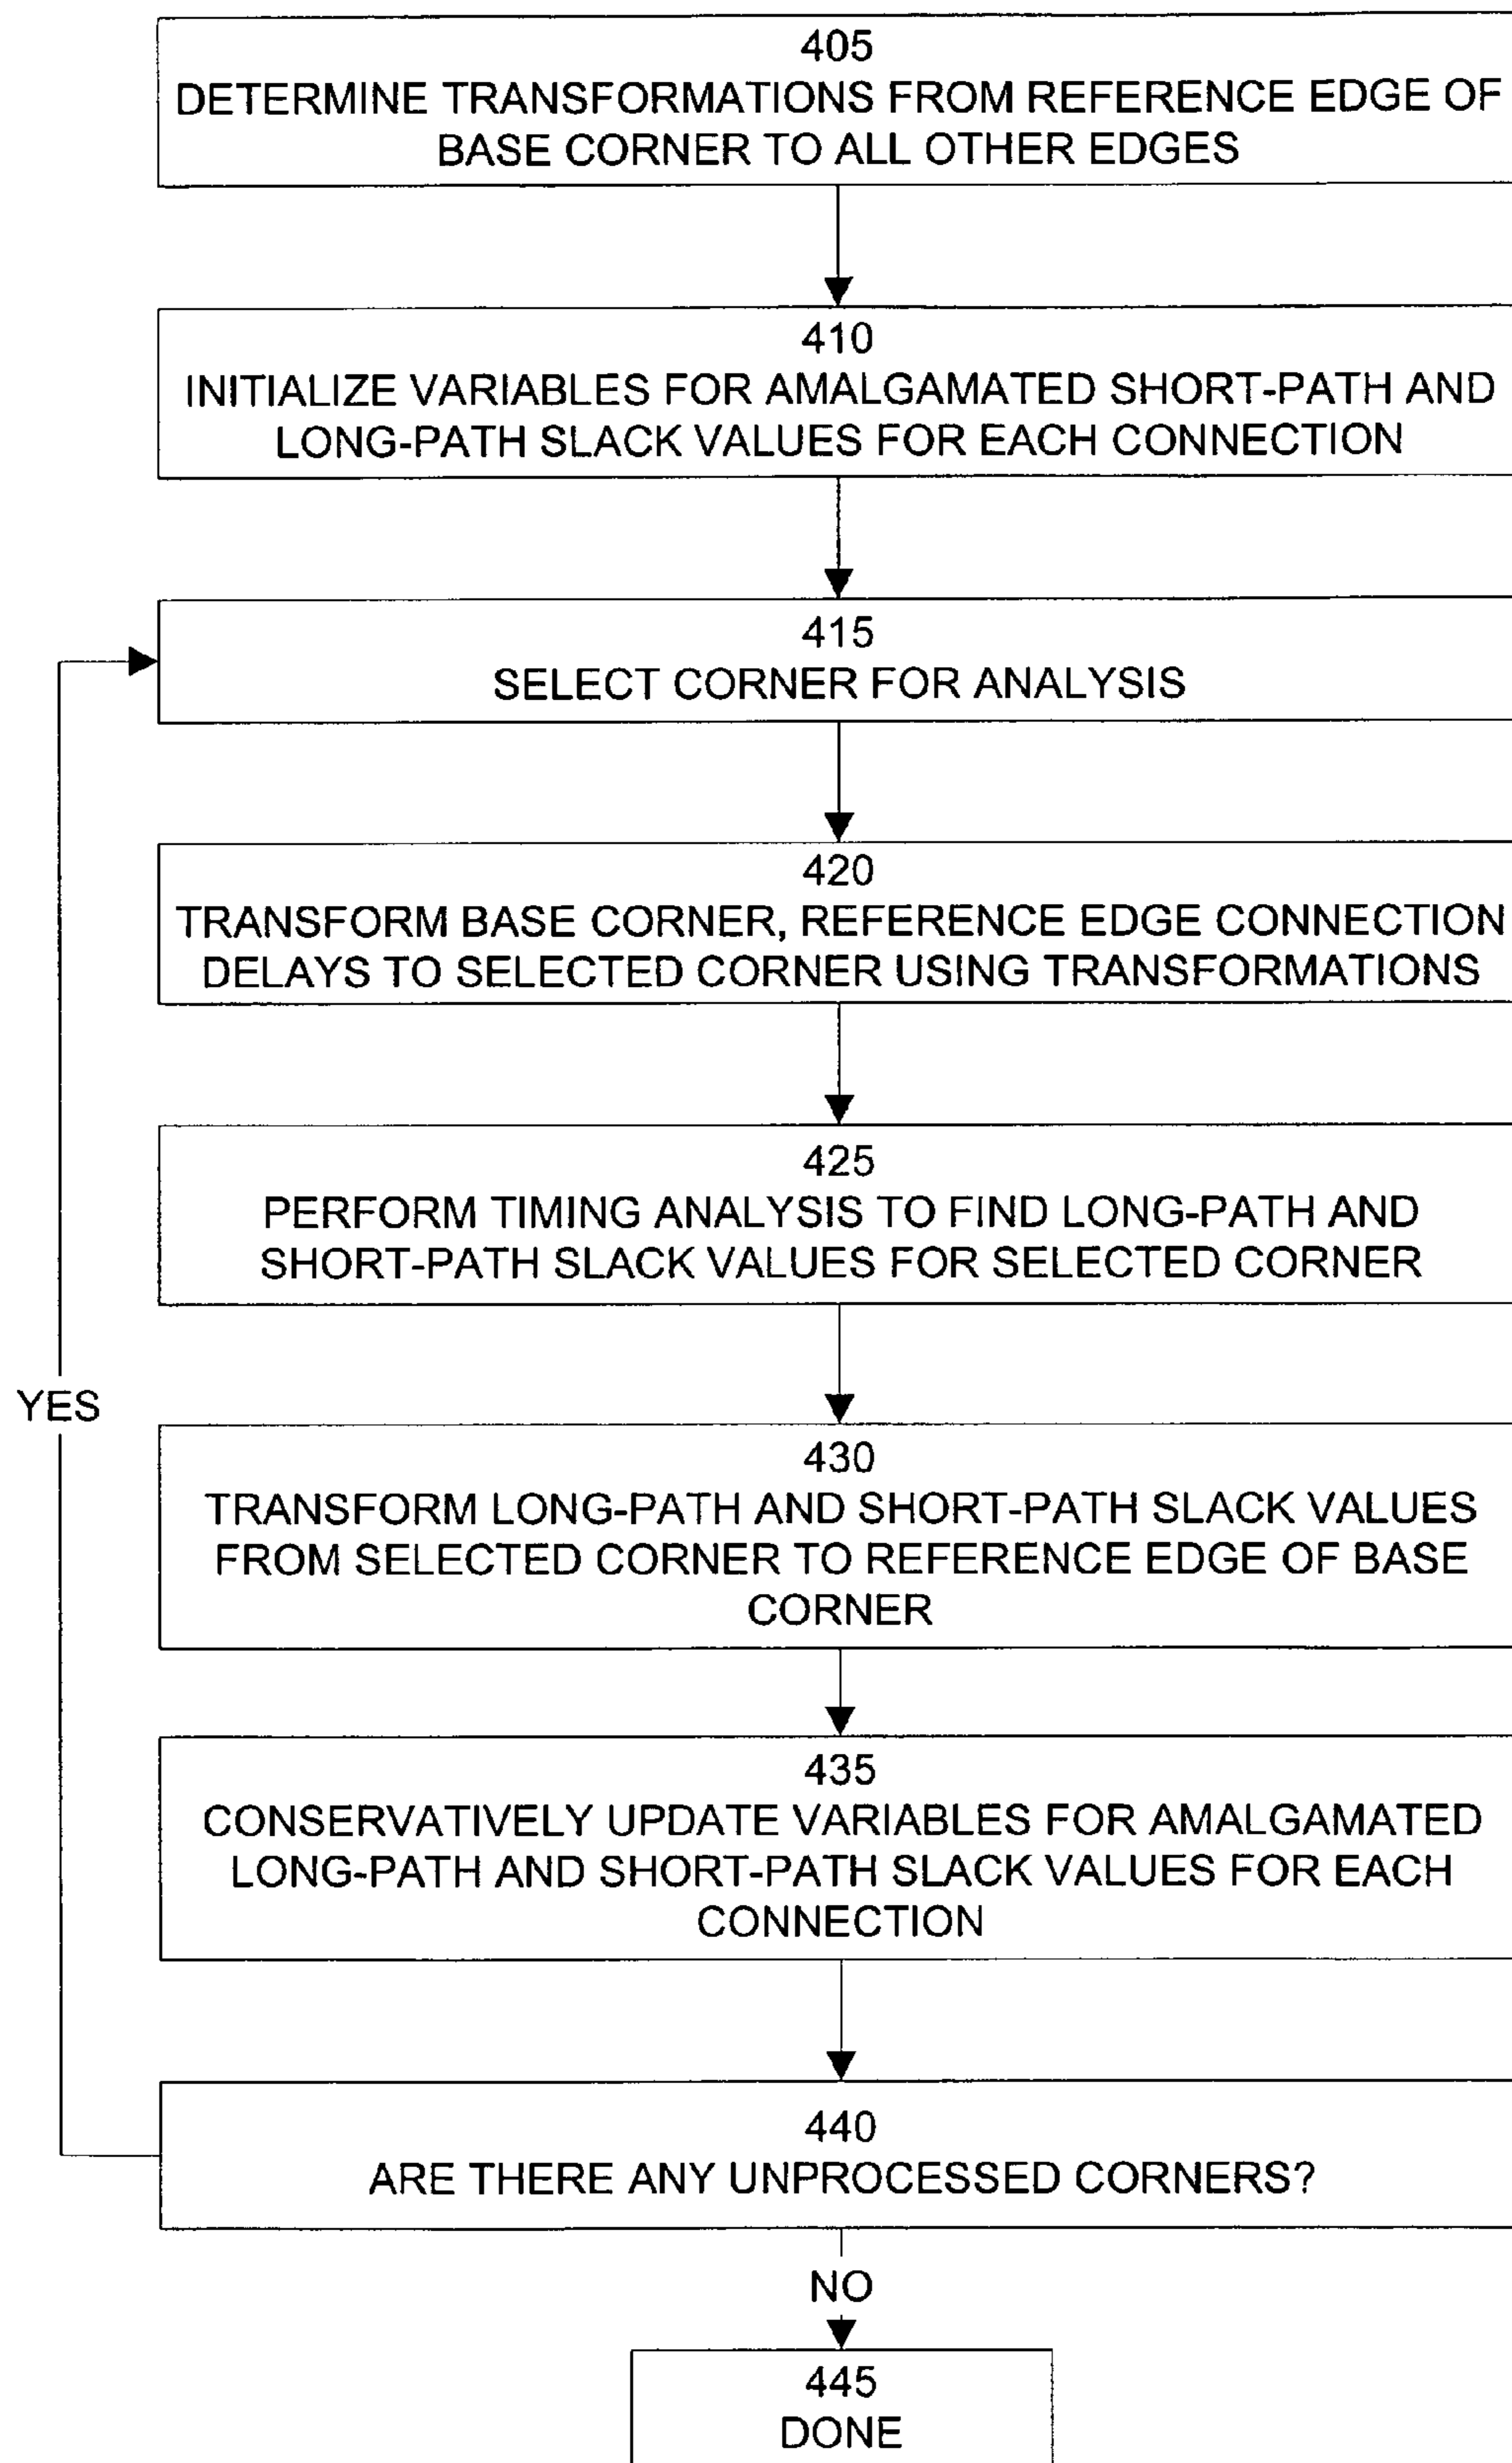 405
DETERMINE TRANSFORMATIONS FROM REFERENCE EDGE OF
BASE CORNER TO ALL OTHER EDGES
410
INITIALIZE VARIABLES FOR AMALGAMATED SHORT-PATH AND
LONG-PATH SLACK VALUES FOR EACH CONNECTION
415
SELECT CORNER FOR ANALYSIS
420
TRANSFORM BASE CORNER, REFERENCE EDGE CONNECTION
DELAYS TO SELECTED CORNER USING TRANSFORMATIONS
425
PERFORM TIMING ANALYSIS TO FIND LONG-PATH AND
SHORT-PATH SLACK VALUES FOR SELECTED CORNER
YES
430
TRANSFORM LONG-PATH AND SHORT-PATH SLACK VALUES
FROM SELECTED CORNER TO REFERENCE EDGE OF BASE
CORNER
435
CONSERVATIVELY UPDATE VARIABLES FOR AMALGAMATED
LONG-PATH AND SHORT-PATH SLACK VALUES FOR EACH
CONNECTION
440
ARE THERE ANY UNPROCESSED CORNERS?
NO
445
DONE